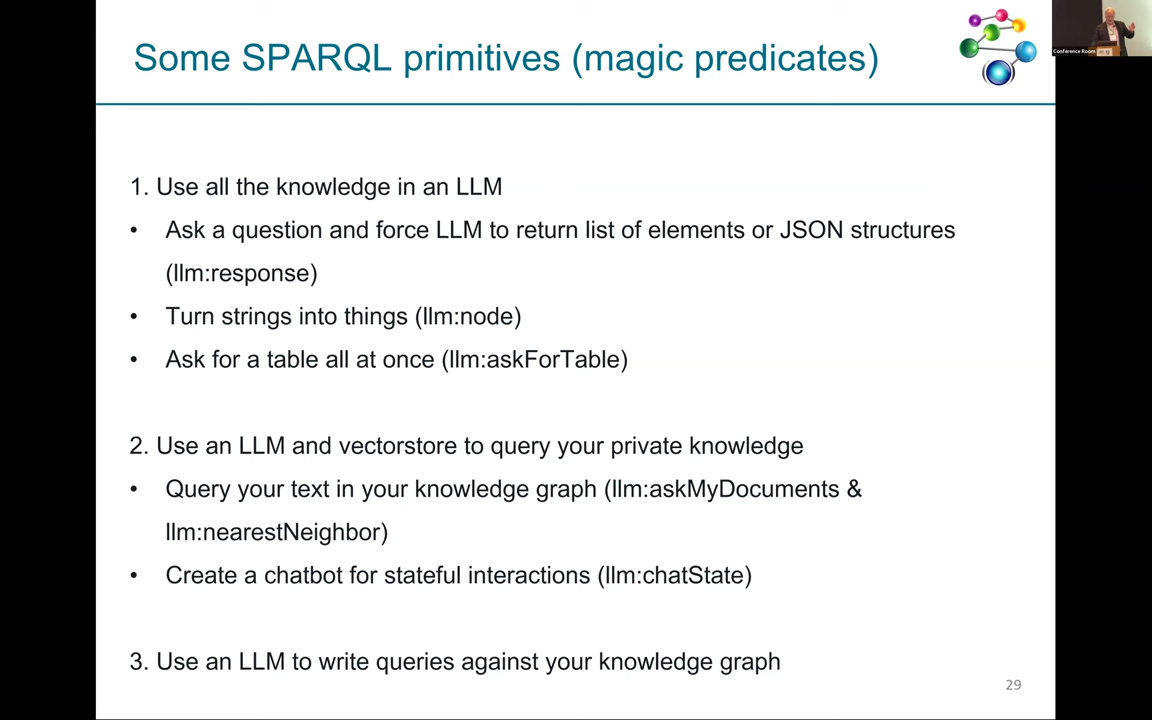 Some SPARQL primitives (magic predicates)
Conference Room
1. Use all the knowledge in an LLM
• Ask a question and force LLM to return list of elements or JSON structures
(llm:response)
• Turn strings into things (llm:node)
• Ask for a table all at once (llm:askForTable)
2. Use an LLM and vectorstore to query your private knowledge
• Query your text in your knowledge graph (llm:askMyDocuments &
llm:nearestNeighbor)
• Create a chatbot for stateful interactions (llm:chatState)
3. Use an LLM to write queries against your knowledge graph
29